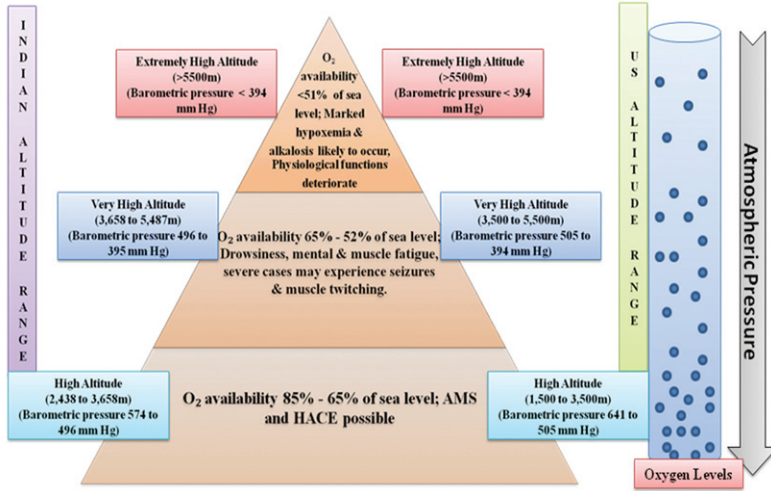 INDIAN ALTITUDE RANGE
Extremely High Altitude
(>5500m)
(Barometric pressure < 394
mm Hg)
O2
availability
<51% of sea
level; Marked
hypoxemia &
alkalosis likely to occur,
Physiological functions
deteriorate
Extremely High Altitude
(>5500m)
(Barometric pressure < 394
mm Hg)
US ALTITUDE RANGE
Atmospheric Pressure
Very High Altitude
(3,658 to 5,487m)
(Barometric pressure 496 to
395 mm Hg)
O2 availability 65% - 52% of sea level;
Drowsiness, mental & muscle fatigue,
severe cases may experience seizures
& muscle twitching.
Very High Altitude
(3,500 to 5,500m)
(Barometric pressure 505 to
394 mm Hg)
High Altitude
(2,438 to 3,658m)
(Barometric pressure 574 to
496 mm Hg)
O2 availability 85% - 65% of sea level; AMS
and HACE possible
High Altitude
(1,500 to 3,500m)
(Barometric pressure 641 to
505 mm Hg)
Oxygen Levels